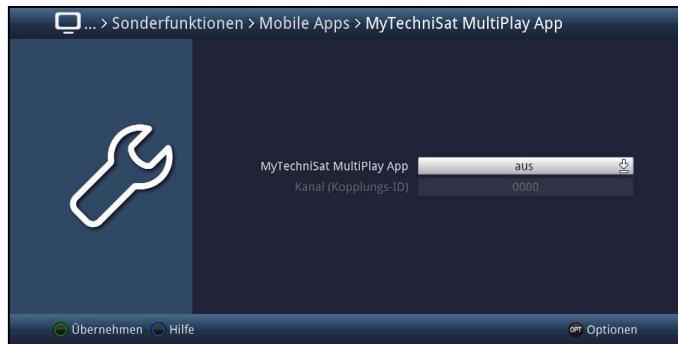 ... > Sonderfunktionen > Mobile Apps > MyTechniSat MultiPlay App
MyTechniSat MultiPlay App aus
Kanal (Kopplungs-ID) 0000
Übernehmen Hilfe OPT Optionen